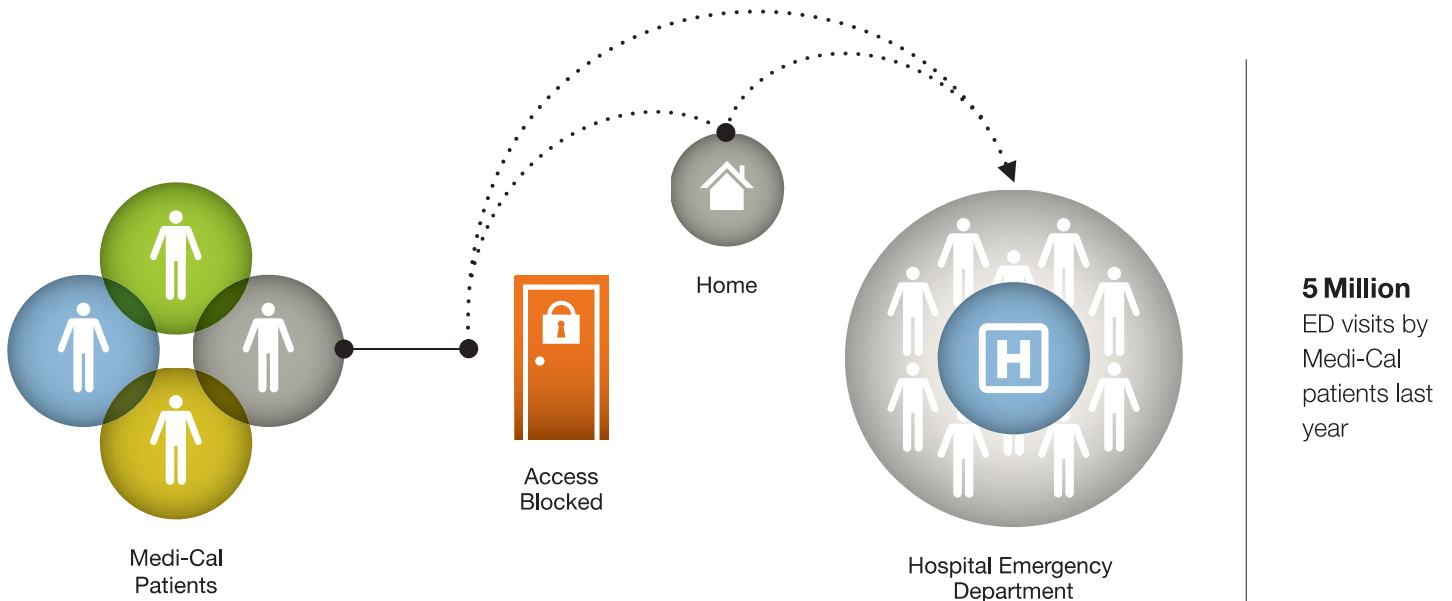 Medi-Cal
Patients
Access
Blocked
Home
H
Hospital Emergency
Department
5 Million
ED visits by
Medi-Cal
patients last
year